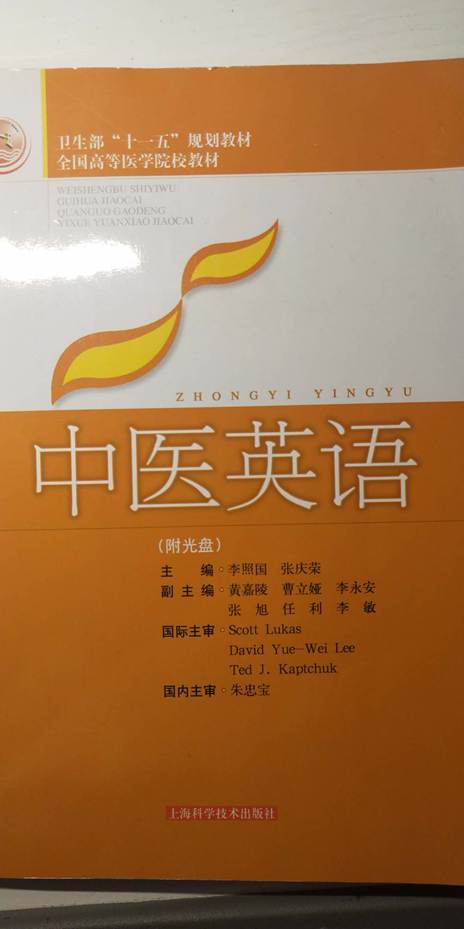 卫生部“十一五”规划教材
全国高等医学院校教材
WEISHENGBU SHIYIWU
GUIHUA JIAOCAI
QUANGUO GAODENG
YIXUE YUANXIAO JIAOCAI
ZHONGYI YINGYU
中医英语
（附光盘）
主 编·李照国 张庆荣
副主编·黄嘉陵 曹立娅 李永安
张旭 任利 李敏
国际主审·Scott Lukas
David Yue-Wei Lee
Ted J. Kaptchuk
国内主审·朱忠宝
上海科学技术出版社